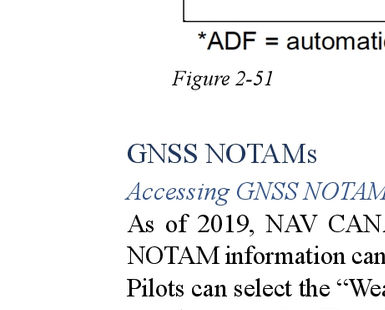 *ADF = automati
Figure 2-51
GNSS NOTAMs
Accessing GNSS NOTAM
As of 2019, NAV CAN
NOTAM information can
Pilots can select the “Wea